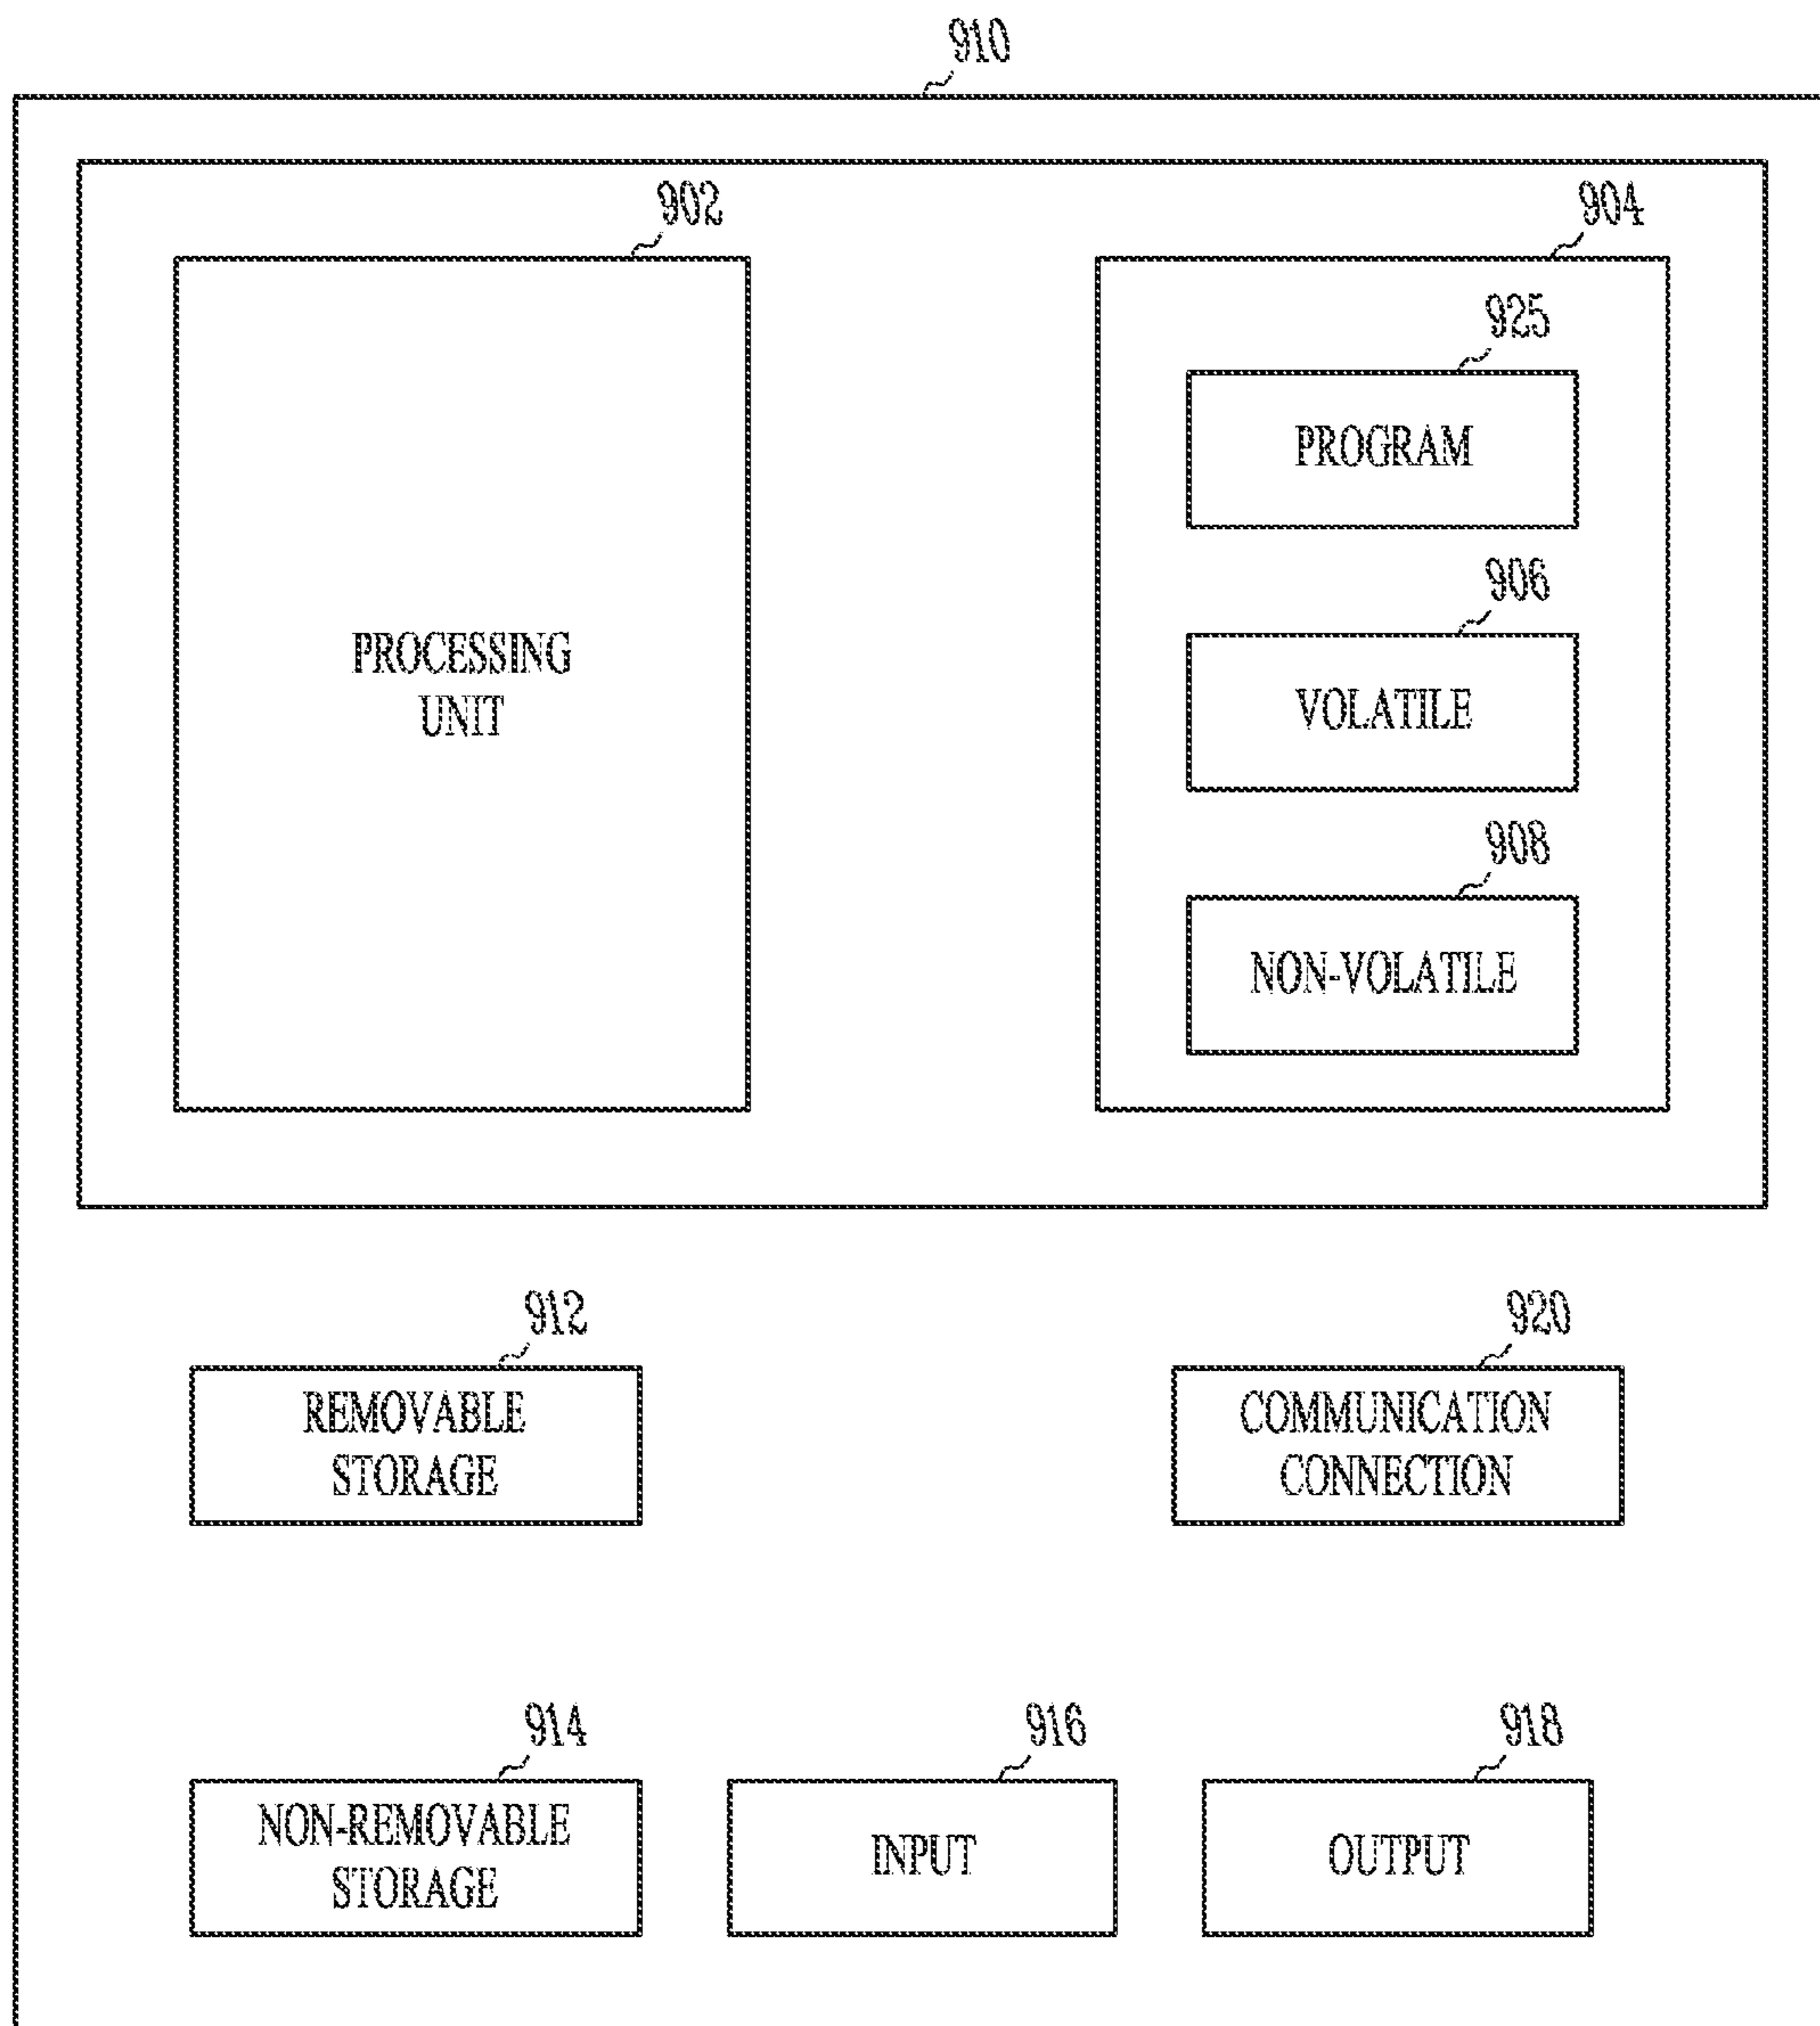 910
902
904
925
PROGRAM
906
PROCESSING
UNIT
VOLATILE
908
NON-VOLATILE
912
920
REMOVABLE
STORAGE
COMMUNICATION
CONNECTION
914
916
918
NON-REMOVABLE
STORAGE
INPUT
OUTPUT